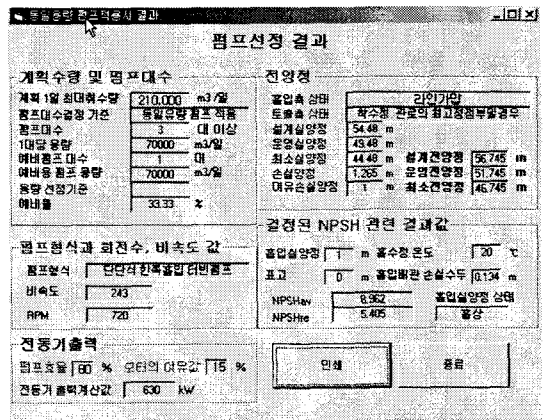 동일용량 펌프적용시 결과
펌프선정 결과
계획수량 및 펌프대수
계획 1일 최대취수량 210,000 m3/일
펌프대수결정 기준 동일유량 펌프 적용
펌프대수 3 대 이상
1대당 용량 70000 m3/일
예비펌프 대수 1 대
예비용 펌프 용량 70000 m3/일
용량 선정기준
예비율 33.33 %
전양정
흡입측 상태 라인가압
토출측 상태 착수정 관로의 최고정점부일경우
설계실양정 54.48 m
운영실양정 49.48 m
최소실양정 44.48 m 설계전양정 56.745 m
손실양정 1.265 m 운영전양정 51.745 m
여유손실양정 1 m 최소전양정 46.745 m
펌프형식과 회전수, 비속도 값
펌프형식 단단식 한쪽흡입 터빈펌프
비속도 243
RPM 720
결정된 NPSH 관련 결과값
흡입실양정 1 m 흡수정 온도 20 ℃
표고 0 m 흡입배관 손실수두 0.134 m
NPSHav 8.962 흡입실양정 상태
NPSHre 5.405 흡상
전동기출력
펌프효율 80 % 모터의 여유값 15 %
전동기 출력계산값 630 kW
인쇄
종료